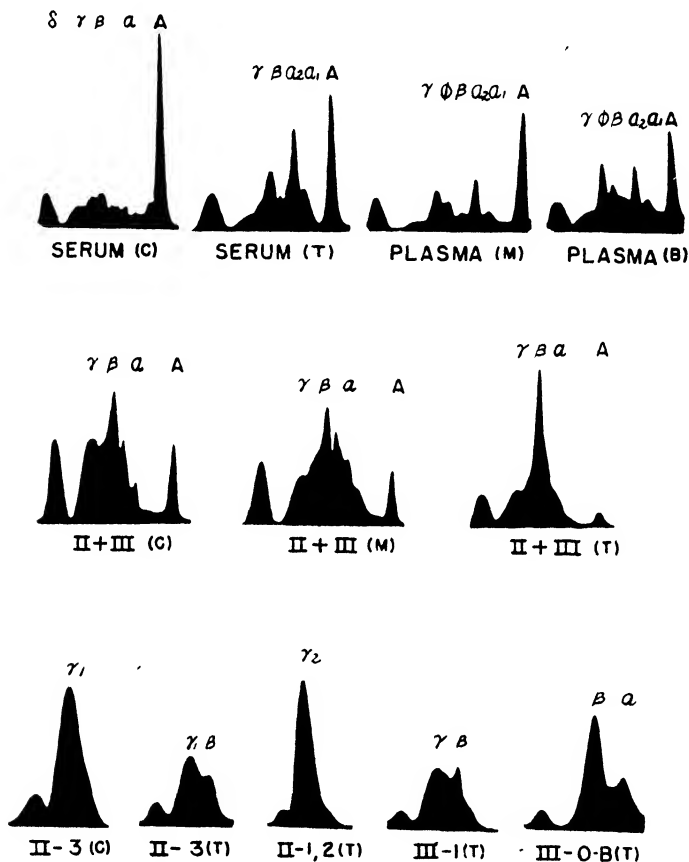 δ γ β α A
γ β α₂ α₁ A
γ ϕ β α₂ α₁ A
γ ϕ β α₂ α₁ A
SERUM (C)
SERUM (T)
PLASMA (M)
PLASMA (B)
γ β α A
γ β α A
γ β α A
II+III (C)
II+III (M)
II+III (T)
γ₁
γ₁ β
γ₂
γ β
β α
II-3 (C)
II-3(T)
II-1,2(T)
III-1(T)
III-O-B(T)